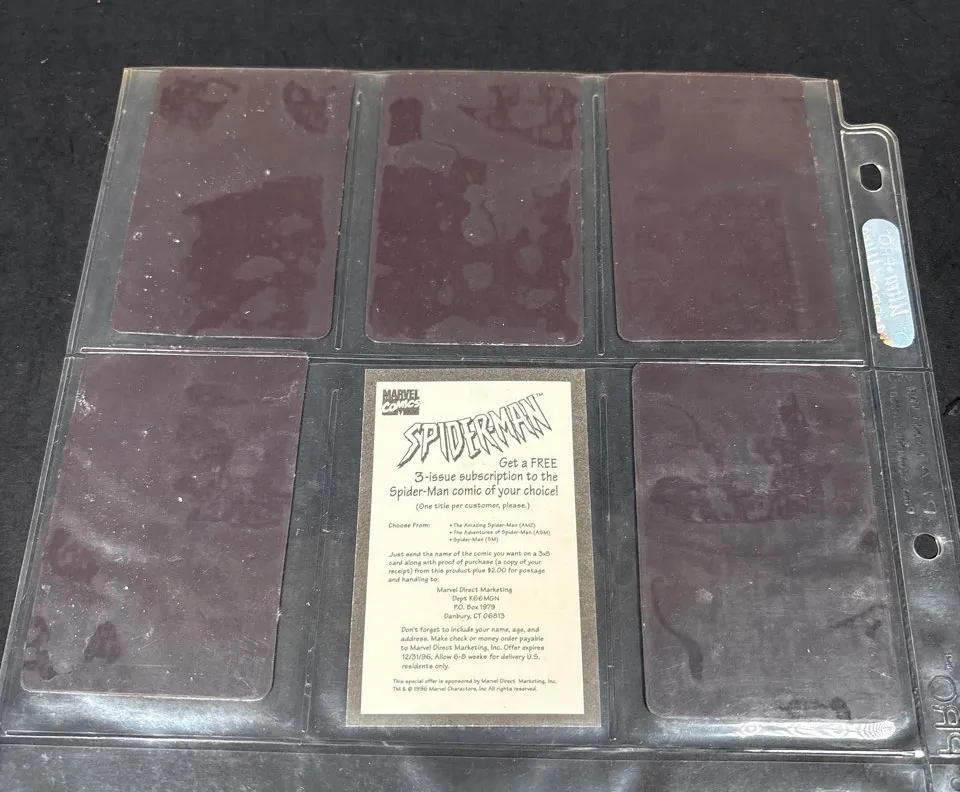 MARVEL
COMICS
SPIDER-MAN™
Get a FREE
3-issue subscription to the
Spider-Man comic of your choice!
(One title per customer, please.)
Choose From: • The Amazing Spider-Man (AMZ)
• The Adventures of Spider-Man (ASM)
• Spider-Man (SM)
Just send the name of the comic you want on a 3x5
card along with proof of purchase (a copy of your
receipt) from this product plus $2.00 for postage
and handling to:
Marvel Direct Marketing
Dept K66MGN
P.O. Box 1979
Danbury, CT 06813
Don't forget to include your name, age, and
address. Make check or money order payable
to Marvel Direct Marketing, Inc. Offer expires
12/31/96. Allow 6-8 weeks for delivery U.S.
residents only.
This special offer is sponsored by Marvel Direct Marketing, Inc.
TM & © 1996 Marvel Characters, Inc All rights reserved.